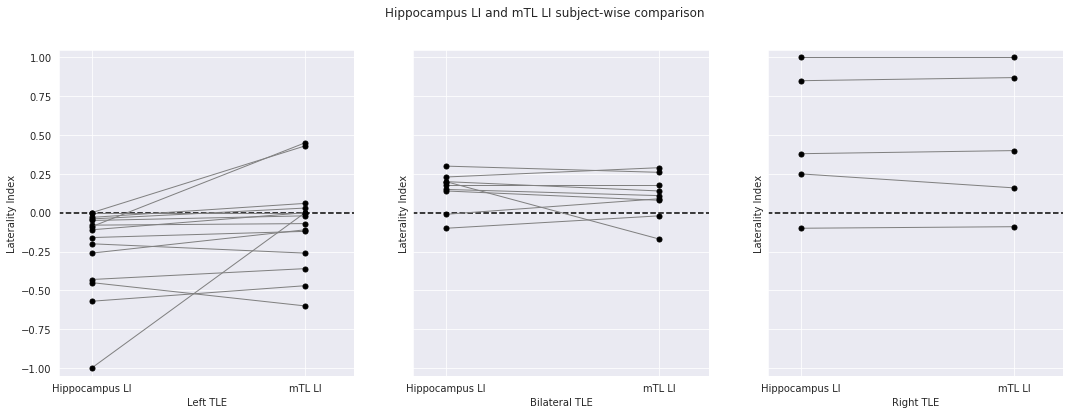 Hippocampus LI and mTL LI subject-wise comparison
Laterality Index
1.00
0.75
0.50
0.25
0.00
−0.25
−0.50
−0.75
−1.00
Hippocampus LI
mTL LI
Left TLE
Laterality Index
Hippocampus LI
mTL LI
Bilateral TLE
Laterality Index
Hippocampus LI
mTL LI
Right TLE